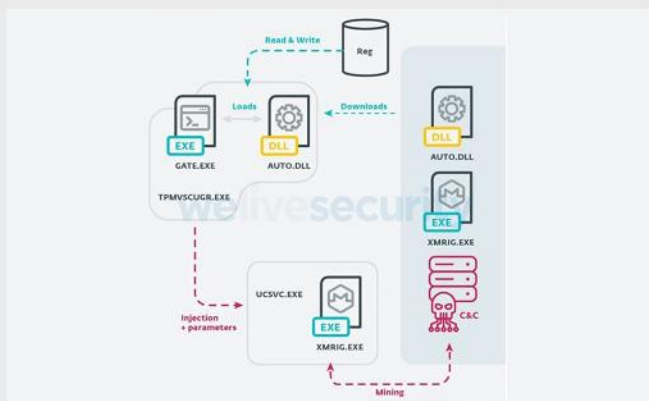 Read & Write
Reg
Loads
Downloads
EXE
DLL
GATE.EXE
AUTO.DLL
TPMVSCUGR.EXE
DLL
AUTO.DLL
welivesecurity
EXE
XMRIG.EXE
C&C
Injection
+ parameters
UCSVC.EXE
EXE
XMRIG.EXE
Mining